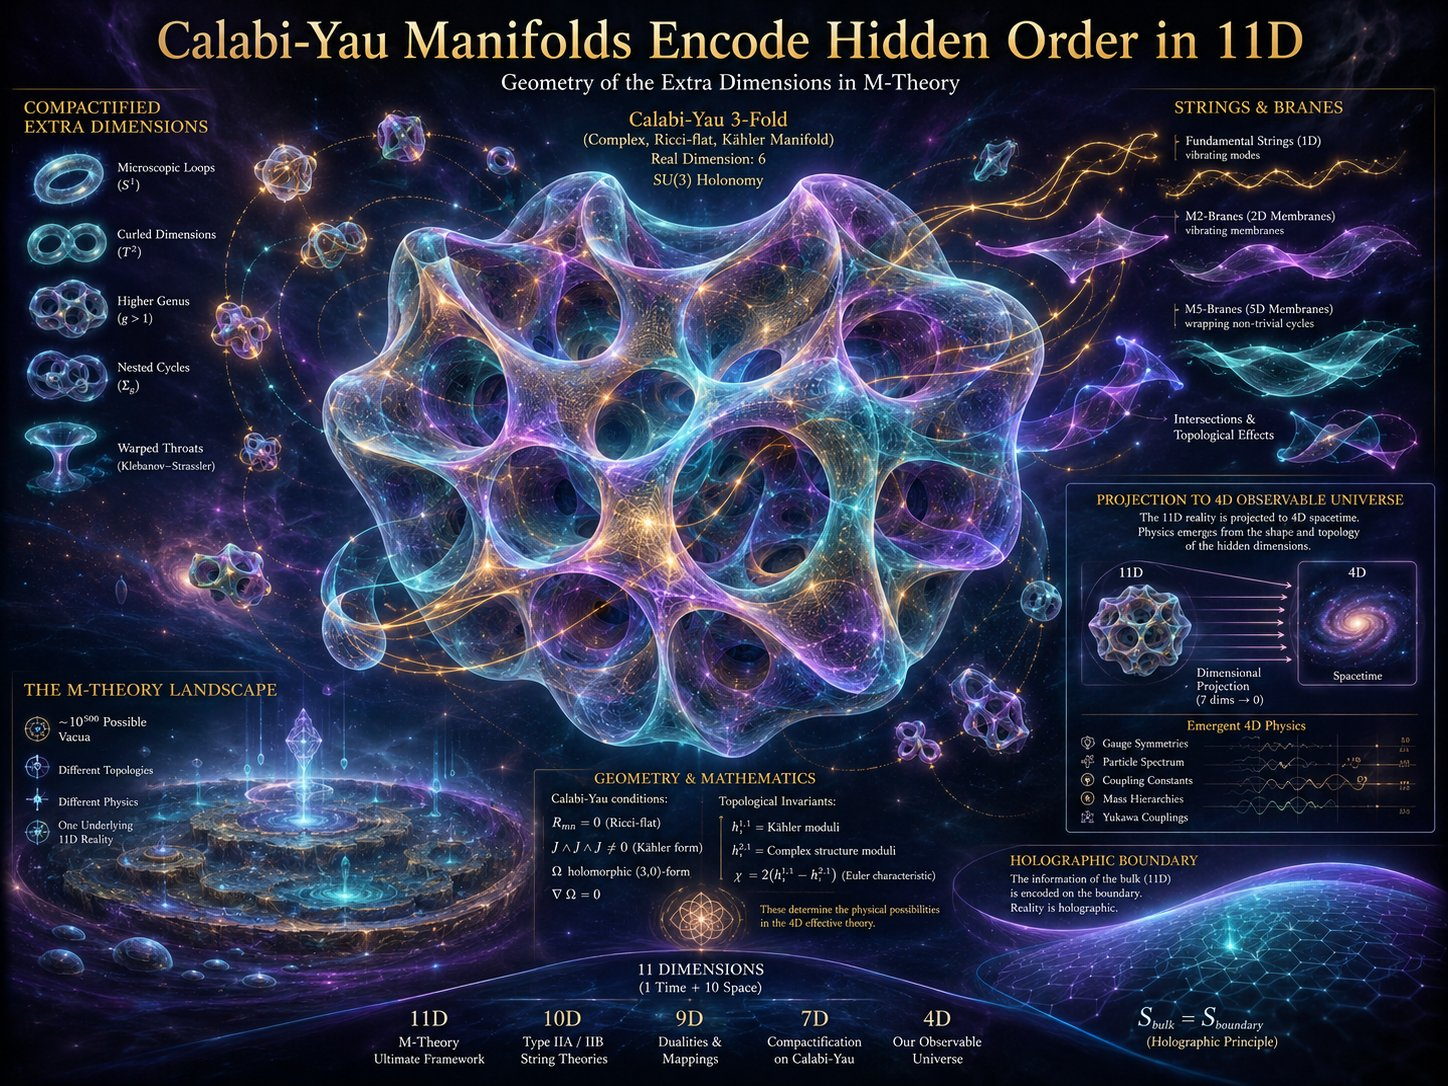 Calabi-Yau Manifolds Encode Hidden Order in 11D
Geometry of the Extra Dimensions in M-Theory
COMPACTIFIED
EXTRA DIMENSIONS
Microscopic Loops
(S¹)
Curled Dimensions
(T²)
Higher Genus
(g > 1)
Nested Cycles
(Σg)
Warped Throats
(Klebanov–Strassler)
Calabi-Yau 3-Fold
(Complex, Ricci-flat, Kähler Manifold)
Real Dimension: 6
SU(3) Holonomy
STRINGS & BRANES
Fundamental Strings (1D)
vibrating modes
M2-Branes (2D Membranes)
vibrating membranes
M5-Branes (5D Membranes)
wrapping non-trivial cycles
Intersections &
Topological Effects
PROJECTION TO 4D OBSERVABLE UNIVERSE
The 11D reality is projected to 4D spacetime.
Physics emerges from the shape and topology
of the hidden dimensions.
11D
4D
Dimensional
Projection
(7 dims → 0)
Spacetime
Emergent 4D Physics
Gauge Symmetries
Particle Spectrum
Coupling Constants
Mass Hierarchies
Yukawa Couplings
THE M-THEORY LANDSCAPE
~10⁵⁰⁰ Possible
Vacua
Different Topologies
Different Physics
One Underlying
11D Reality
GEOMETRY & MATHEMATICS
Calabi-Yau conditions:
Rmn = 0 (Ricci-flat)
J ∧ J ∧ J ≠ 0 (Kähler form)
Ω holomorphic (3,0)-form
∇ Ω = 0
Topological Invariants:
h¹,¹ = Kähler moduli
h²,¹ = Complex structure moduli
χ = 2(h¹,¹ − h²,¹) (Euler characteristic)
These determine the physical possibilities
in the 4D effective theory.
HOLOGRAPHIC BOUNDARY
The information of the bulk (11D)
is encoded on the boundary.
Reality is holographic.
S bulk = S boundary
(Holographic Principle)
11 DIMENSIONS
(1 Time + 10 Space)
11D
M-Theory
Ultimate Framework
10D
Type IIA / IIB
String Theories
9D
Dualities &
Mappings
7D
Compactification
on Calabi-Yau
4D
Our Observable
Universe